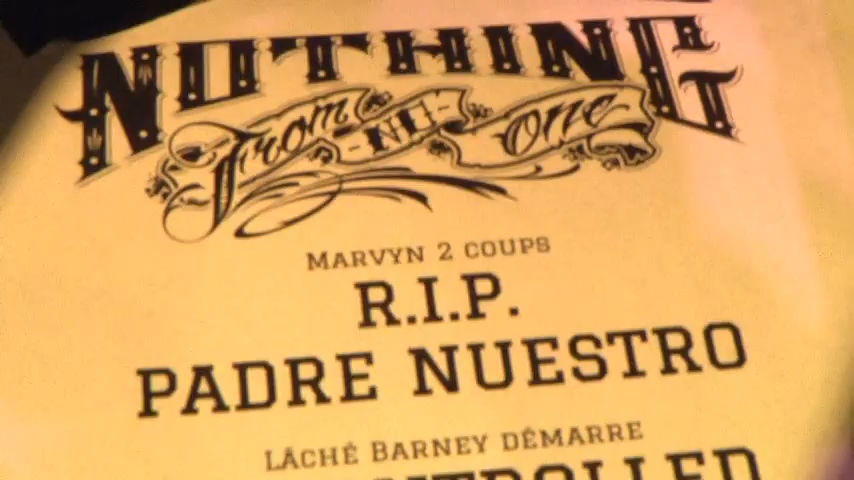 NOTHING
From -NO- one
MARVYN 2 COUPS
R.I.P.
PADRE NUESTRO
LÂCHÉ BARNEY DÉMARRE